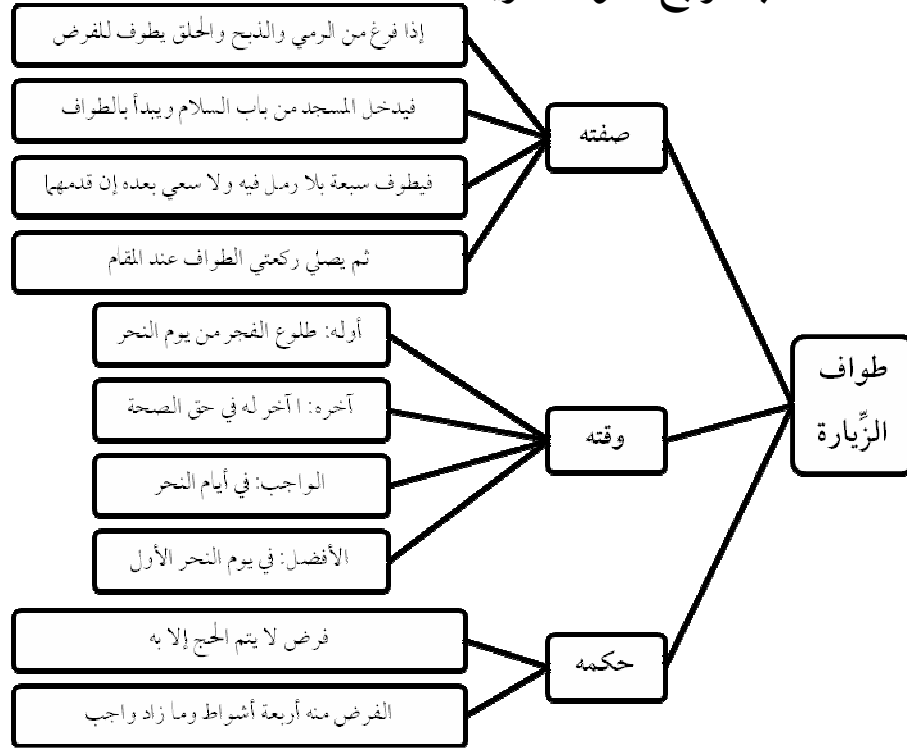 طواف
الزِّيارة
صفته
إذا فرغ من الرمي والذبح والحلق يطوف للفرض
فيدخل المسجد من باب السلام ويبدأ بالطواف
فيطوف سبعة بلا رمل فيه ولا سعي بعده إن قدمهما
ثم يصلي ركعتي الطواف عند المقام
وقته
أوله: طلوع الفجر من يوم النحر
آخره: ا آخر له في حق الصحة
الواجب: في أيام النحر
الأفضل: في يوم النحر الأول
حكمه
فرض لا يتم الحج إلا به
الفرض منه أربعة أشواط وما زاد واجب